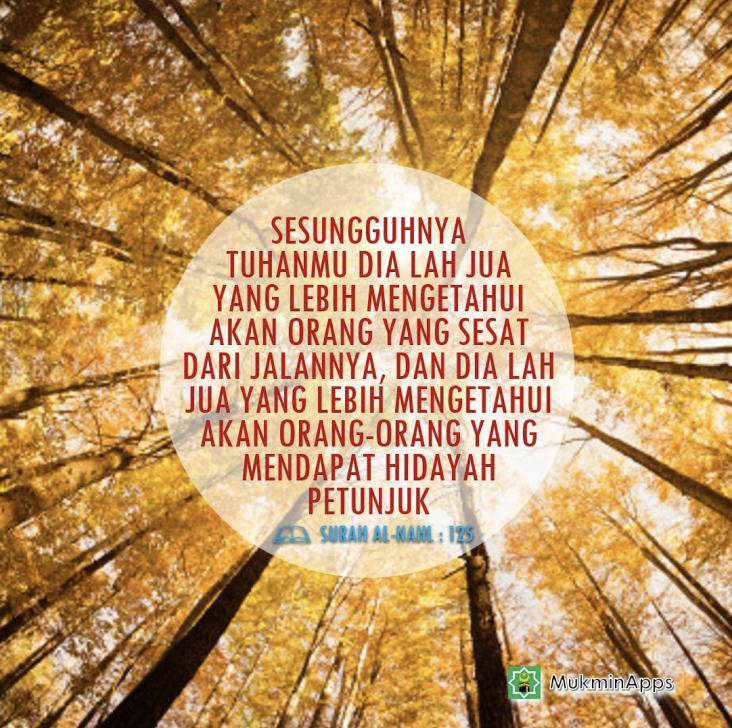 SESUNGGUHNYA
TUHANMU DIA LAH JUA
YANG LEBIH MENGETAHUI
AKAN ORANG YANG SESAT
DARI JALANNYA, DAN DIA LAH
JUA YANG LEBIH MENGETAHUI
AKAN ORANG-ORANG YANG
MENDAPAT HIDAYAH
PETUNJUK
SURAH AL-NAHL : 125
MukminApps